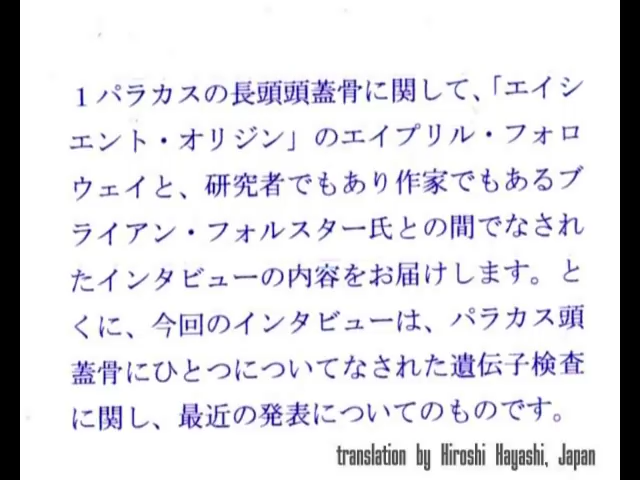 1パラカスの長頭頭蓋骨に関して、「エイシ
エント・オリジン」のエイプリル・フォロ
ウェイと、研究者でもあり作家でもあるブ
ライアン・フォルスター氏との間でなされ
たインタビューの内容をお届けします。と
くに、今回のインタビューは、パラカス頭
蓋骨にひとつについてなされた遺伝子検査
に関し、最近の発表についてのものです。
translation by Hiroshi Hayashi, Japan